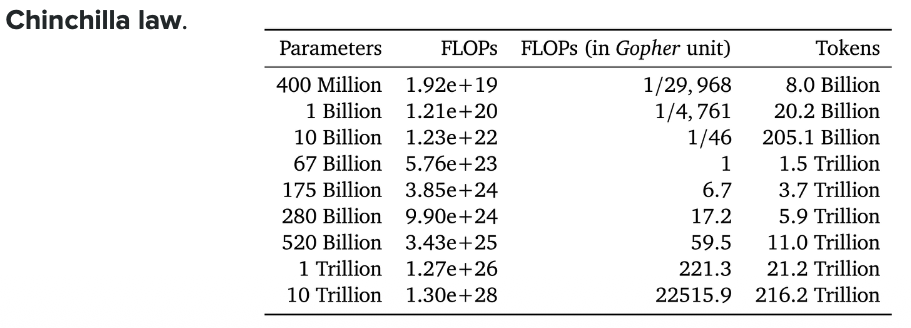 Chinchilla law.
Parameters FLOPs FLOPs (in Gopher unit) Tokens
400 Million 1.92e+19 1/29,968 8.0 Billion
1 Billion 1.21e+20 1/4,761 20.2 Billion
10 Billion 1.23e+22 1/46 205.1 Billion
67 Billion 5.76e+23 1 1.5 Trillion
175 Billion 3.85e+24 6.7 3.7 Trillion
280 Billion 9.90e+24 17.2 5.9 Trillion
520 Billion 3.43e+25 59.5 11.0 Trillion
1 Trillion 1.27e+26 221.3 21.2 Trillion
10 Trillion 1.30e+28 22515.9 216.2 Trillion